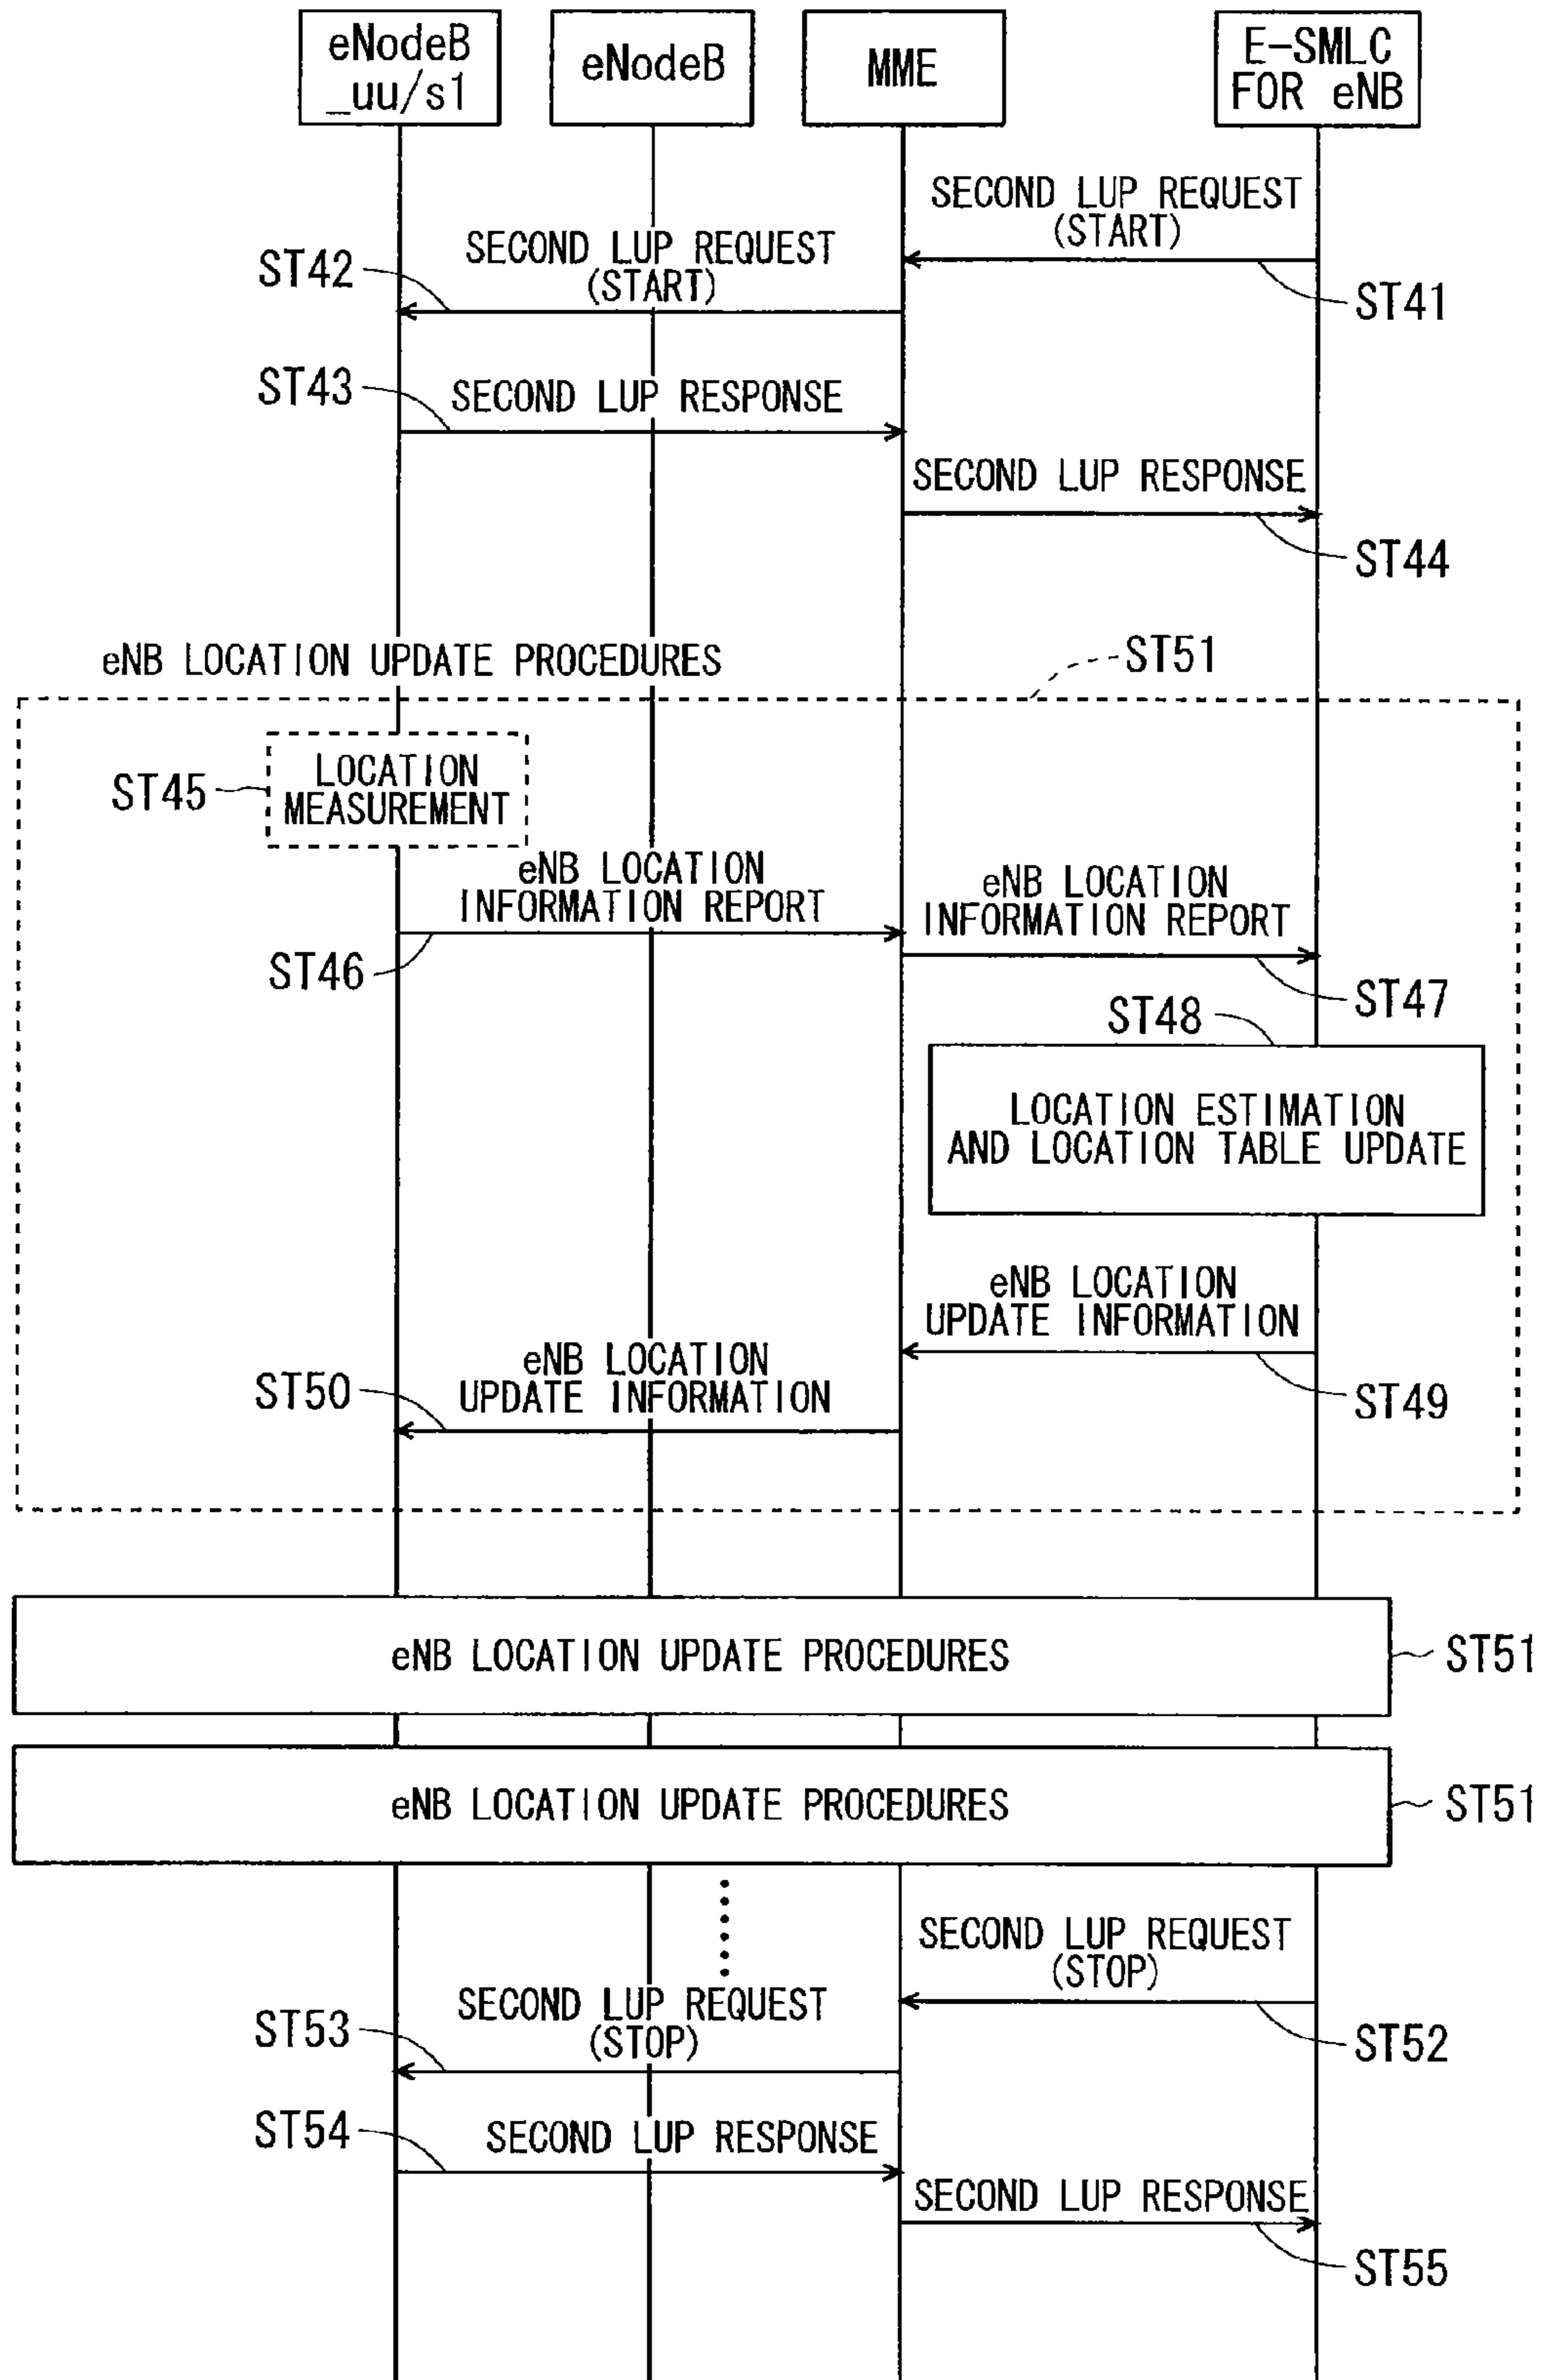 eNodeB
_uu/s1
eNodeB
MME
E-SMLC
FOR eNB
SECOND LUP REQUEST
(START)
ST41
SECOND LUP REQUEST
(START)
ST42
ST43
SECOND LUP RESPONSE
SECOND LUP RESPONSE
ST44
eNB LOCATION UPDATE PROCEDURES
ST51
ST45
LOCATION
MEASUREMENT
eNB LOCATION
INFORMATION REPORT
ST46
eNB LOCATION
INFORMATION REPORT
ST47
ST48
LOCATION ESTIMATION
AND LOCATION TABLE UPDATE
eNB LOCATION
UPDATE INFORMATION
ST49
eNB LOCATION
UPDATE INFORMATION
ST50
eNB LOCATION UPDATE PROCEDURES
ST51
eNB LOCATION UPDATE PROCEDURES
ST51
SECOND LUP REQUEST
(STOP)
ST52
SECOND LUP REQUEST
(STOP)
ST53
ST54
SECOND LUP RESPONSE
SECOND LUP RESPONSE
ST55